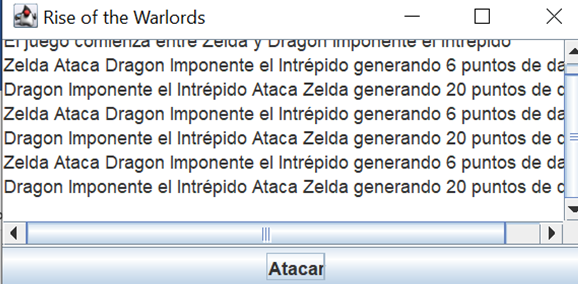 Rise of the Warlords
El juego comienza entre Zelda y Dragon Imponente el Intrépido
Zelda Ataca Dragon Imponente el Intrépido generando 6 puntos de da
Dragon Imponente el Intrépido Ataca Zelda generando 20 puntos de d
Zelda Ataca Dragon Imponente el Intrépido generando 6 puntos de da
Dragon Imponente el Intrépido Ataca Zelda generando 20 puntos de d
Zelda Ataca Dragon Imponente el Intrépido generando 6 puntos de da
Dragon Imponente el Intrépido Ataca Zelda generando 20 puntos de d
Atacar